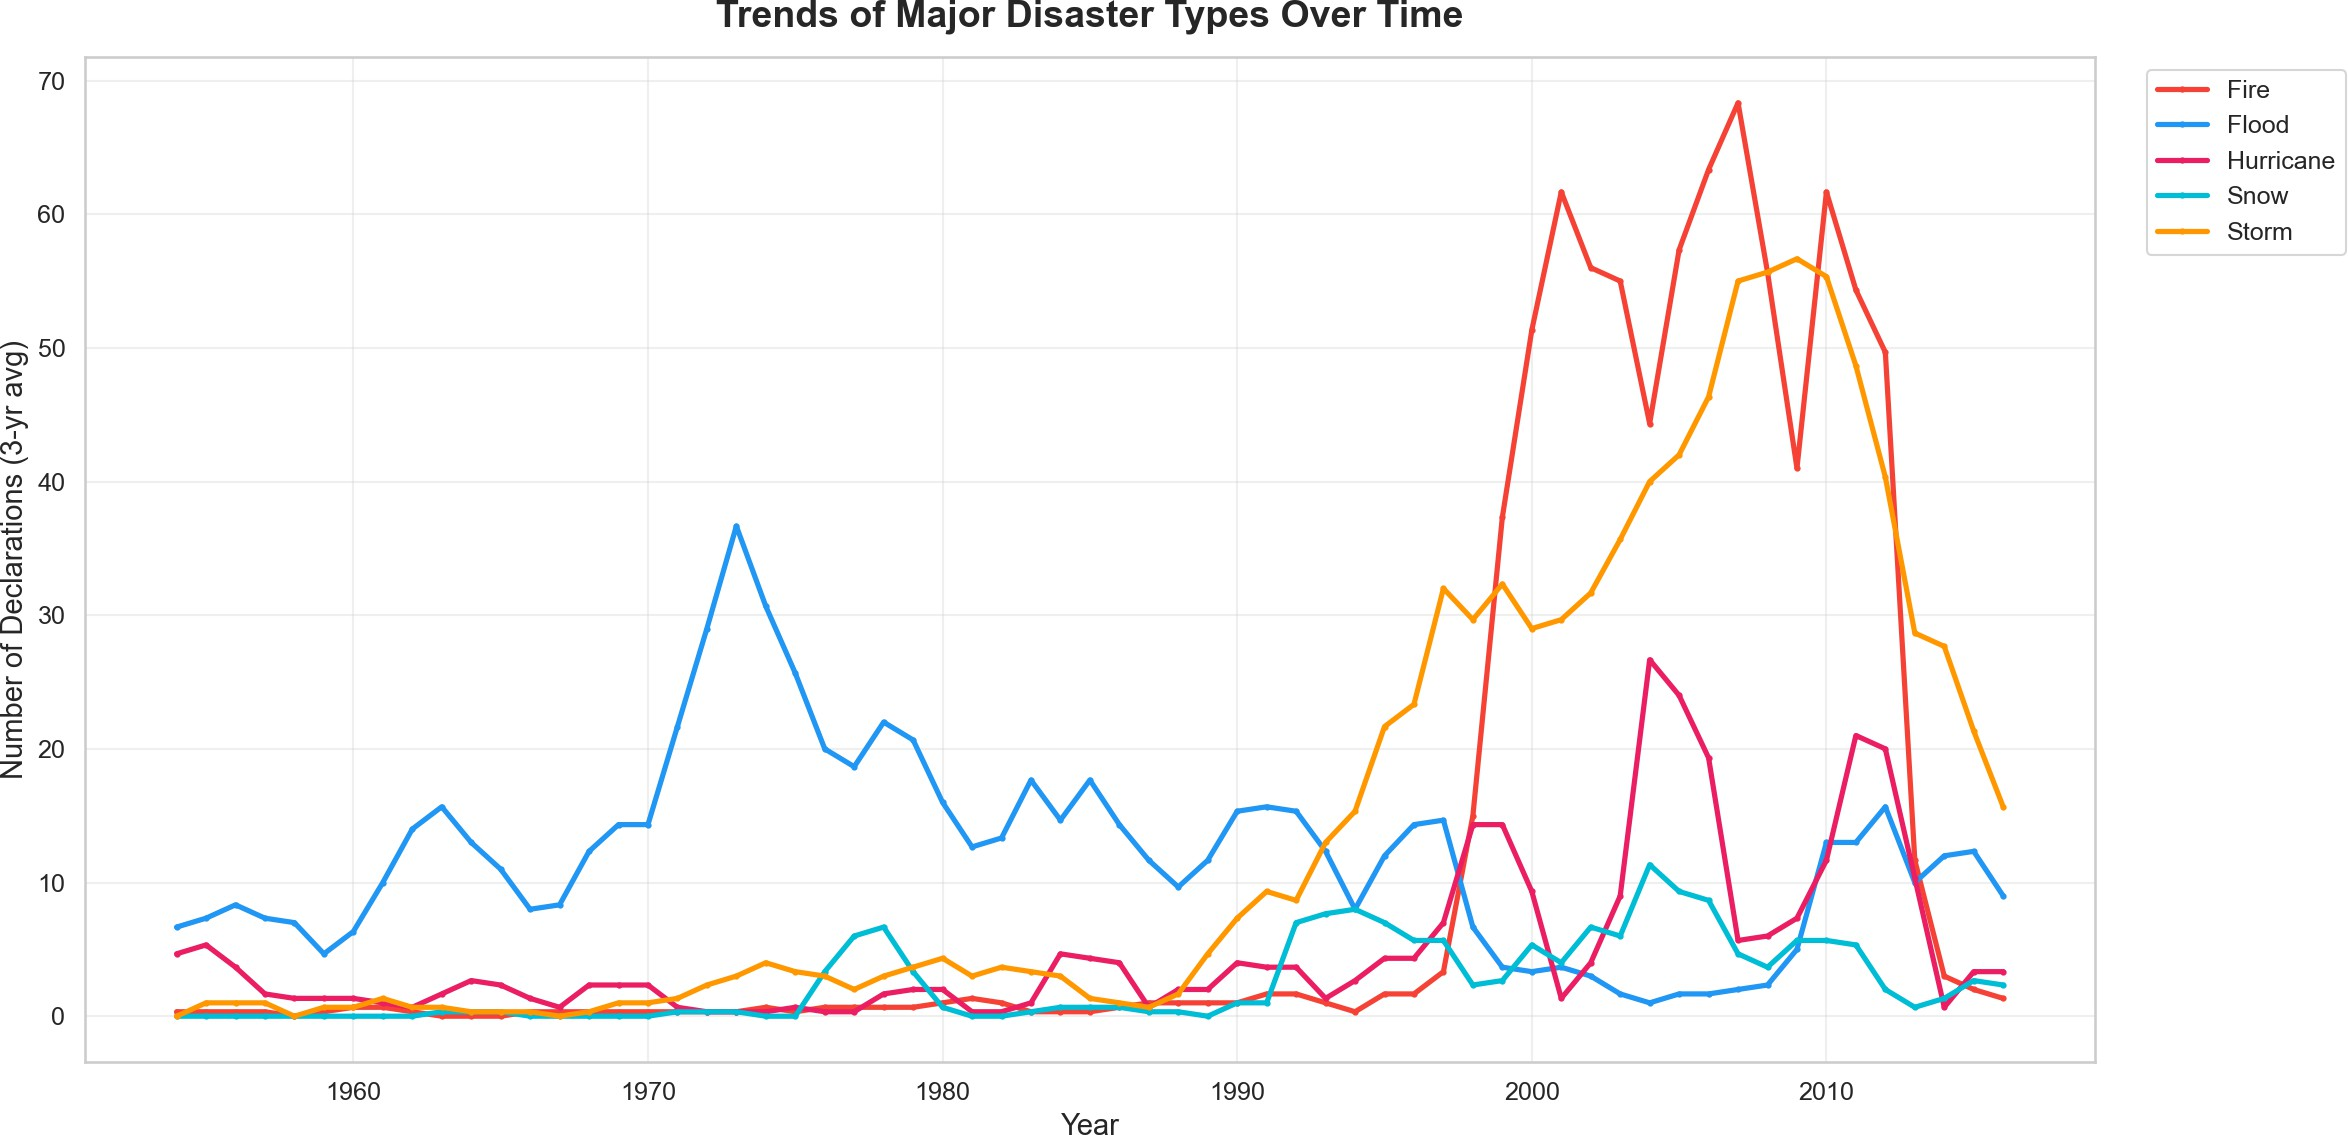 Trends of Major Disaster Types Over Time
Number of Declarations (3-yr avg)
70
60
50
40
30
20
10
0
1960 1970 1980 1990 2000 2010
Year
Fire
Flood
Hurricane
Snow
Storm